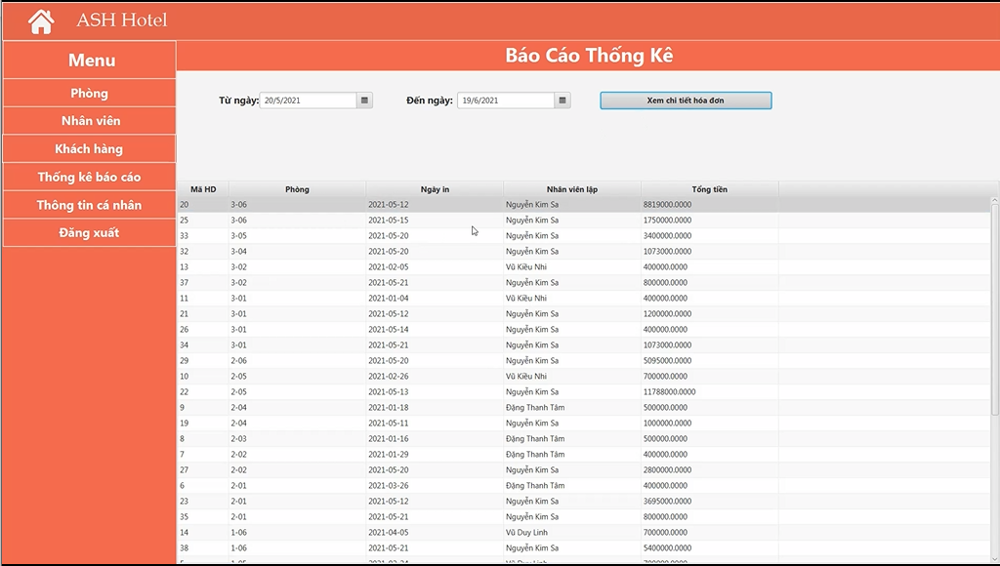 ASH Hotel
Menu
Báo Cáo Thống Kê
Phòng
Nhân viên
Khách hàng
Thống kê báo cáo
Thông tin cá nhân
Đăng xuất
Từ ngày: 20/5/2021 Đến ngày: 19/6/2021 Xem chi tiết hóa đơn
Mã HD Phòng Ngày in Nhân viên lập Tổng tiền
20 3-06 2021-05-12 Nguyễn Kim Sa 8819000.0000
25 3-06 2021-05-15 Nguyễn Kim Sa 1750000.0000
33 3-05 2021-05-20 Nguyễn Kim Sa 3400000.0000
32 3-04 2021-05-20 Nguyễn Kim Sa 1073000.0000
13 3-02 2021-02-05 Vũ Kiều Nhi 400000.0000
37 3-02 2021-05-21 Nguyễn Kim Sa 800000.0000
11 3-01 2021-01-04 Vũ Kiều Nhi 400000.0000
21 3-01 2021-05-12 Nguyễn Kim Sa 1200000.0000
26 3-01 2021-05-14 Nguyễn Kim Sa 400000.0000
34 3-01 2021-05-21 Nguyễn Kim Sa 1073000.0000
29 2-06 2021-05-20 Nguyễn Kim Sa 5095000.0000
10 2-05 2021-02-26 Vũ Kiều Nhi 700000.0000
22 2-05 2021-05-13 Nguyễn Kim Sa 11788000.0000
9 2-04 2021-01-18 Đặng Thanh Tâm 500000.0000
19 2-04 2021-05-11 Nguyễn Kim Sa 1000000.0000
8 2-03 2021-01-16 Đặng Thanh Tâm 500000.0000
7 2-02 2021-01-29 Đặng Thanh Tâm 400000.0000
27 2-02 2021-05-20 Nguyễn Kim Sa 2800000.0000
6 2-01 2021-03-26 Đặng Thanh Tâm 400000.0000
23 2-01 2021-05-12 Nguyễn Kim Sa 3695000.0000
35 2-01 2021-05-21 Nguyễn Kim Sa 800000.0000
14 1-06 2021-04-05 Vũ Duy Linh 700000.0000
38 1-06 2021-05-21 Nguyễn Kim Sa 5400000.0000